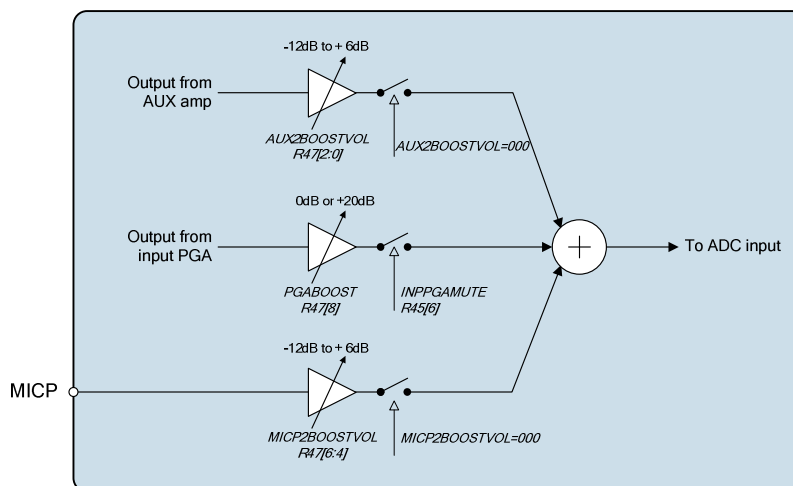 -12dB to + 6dB
Output from
AUX amp
AUX2BOOSTVOL
R47[2:0]
AUX2BOOSTVOL=000
0dB or +20dB
Output from
input PGA
To ADC input
PGABOOST
R47[8]
INPPGAMUTE
R45[6]
-12dB to + 6dB
MICP
MICP2BOOSTVOL
R47[6:4]
MICP2BOOSTVOL=000